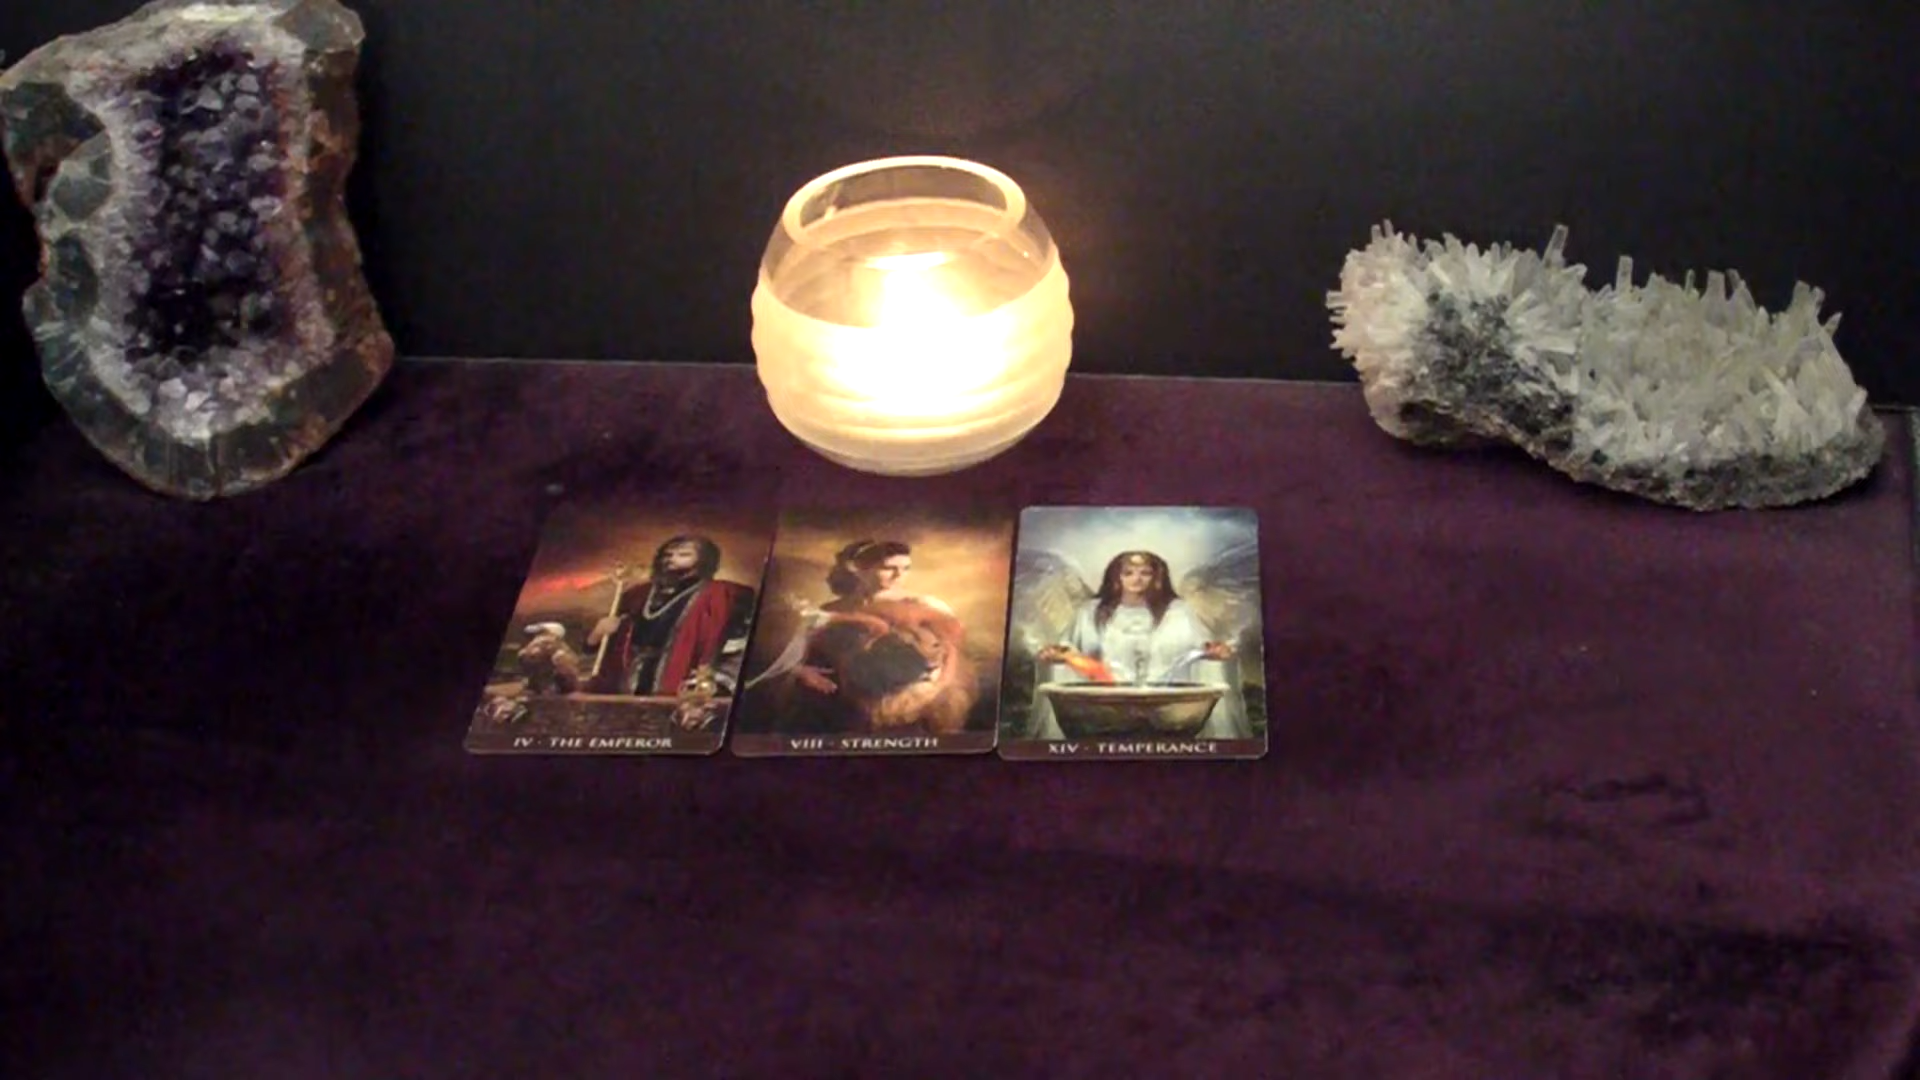 IV · THE EMPEROR
VIII · STRENGTH
XIV · TEMPERANCE